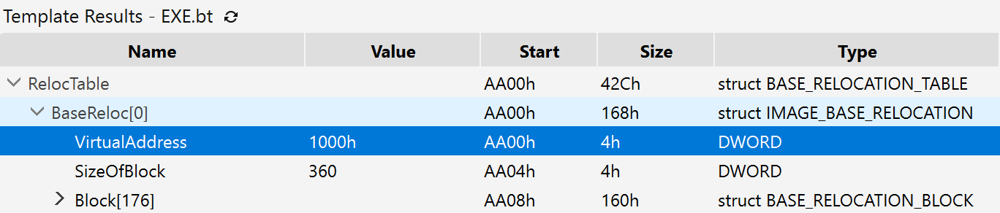 Template Results - EXE.bt
Name Value Start Size Type
RelocTable AA00h 42Ch struct BASE_RELOCATION_TABLE
BaseReloc[0] AA00h 168h struct IMAGE_BASE_RELOCATION
VirtualAddress 1000h AA00h 4h DWORD
SizeOfBlock 360 AA04h 4h DWORD
Block[176] AA08h 160h struct BASE_RELOCATION_BLOCK